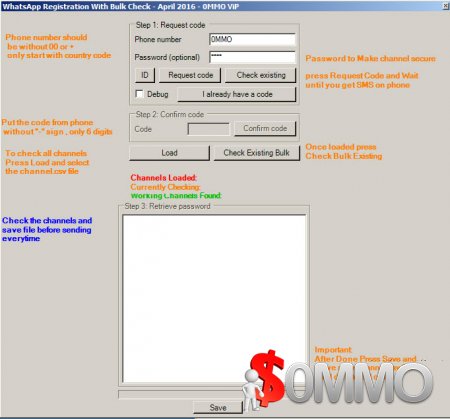 WhatsApp Registration With Bulk Check - April 2016 - 0MMO ViP
Step 1: Request code
Phone number should
be without 00 or +
only start with country code
Phone number
0MMO
Password (optional)
****
Password to Make channel secure
ID
Request code
Check existing
press Request Code and Wait
until you get SMS on phone
Debug
I already have a code
Put the code from phone
without "-" sign , only 6 digits
Step 2: Confirm code
Code
Confirm code
To check all channels
Press Load and select
the channel.csv file
Load
Check Existing Bulk
Once loaded press
Check Bulk Existing
Channels Loaded:
Currently Checking:
Working Channels Found:
Step 3: Retrieve password
Check the channels and
save file before sending
everytime
Important:
After Done Press Save and
$0MMO
Save